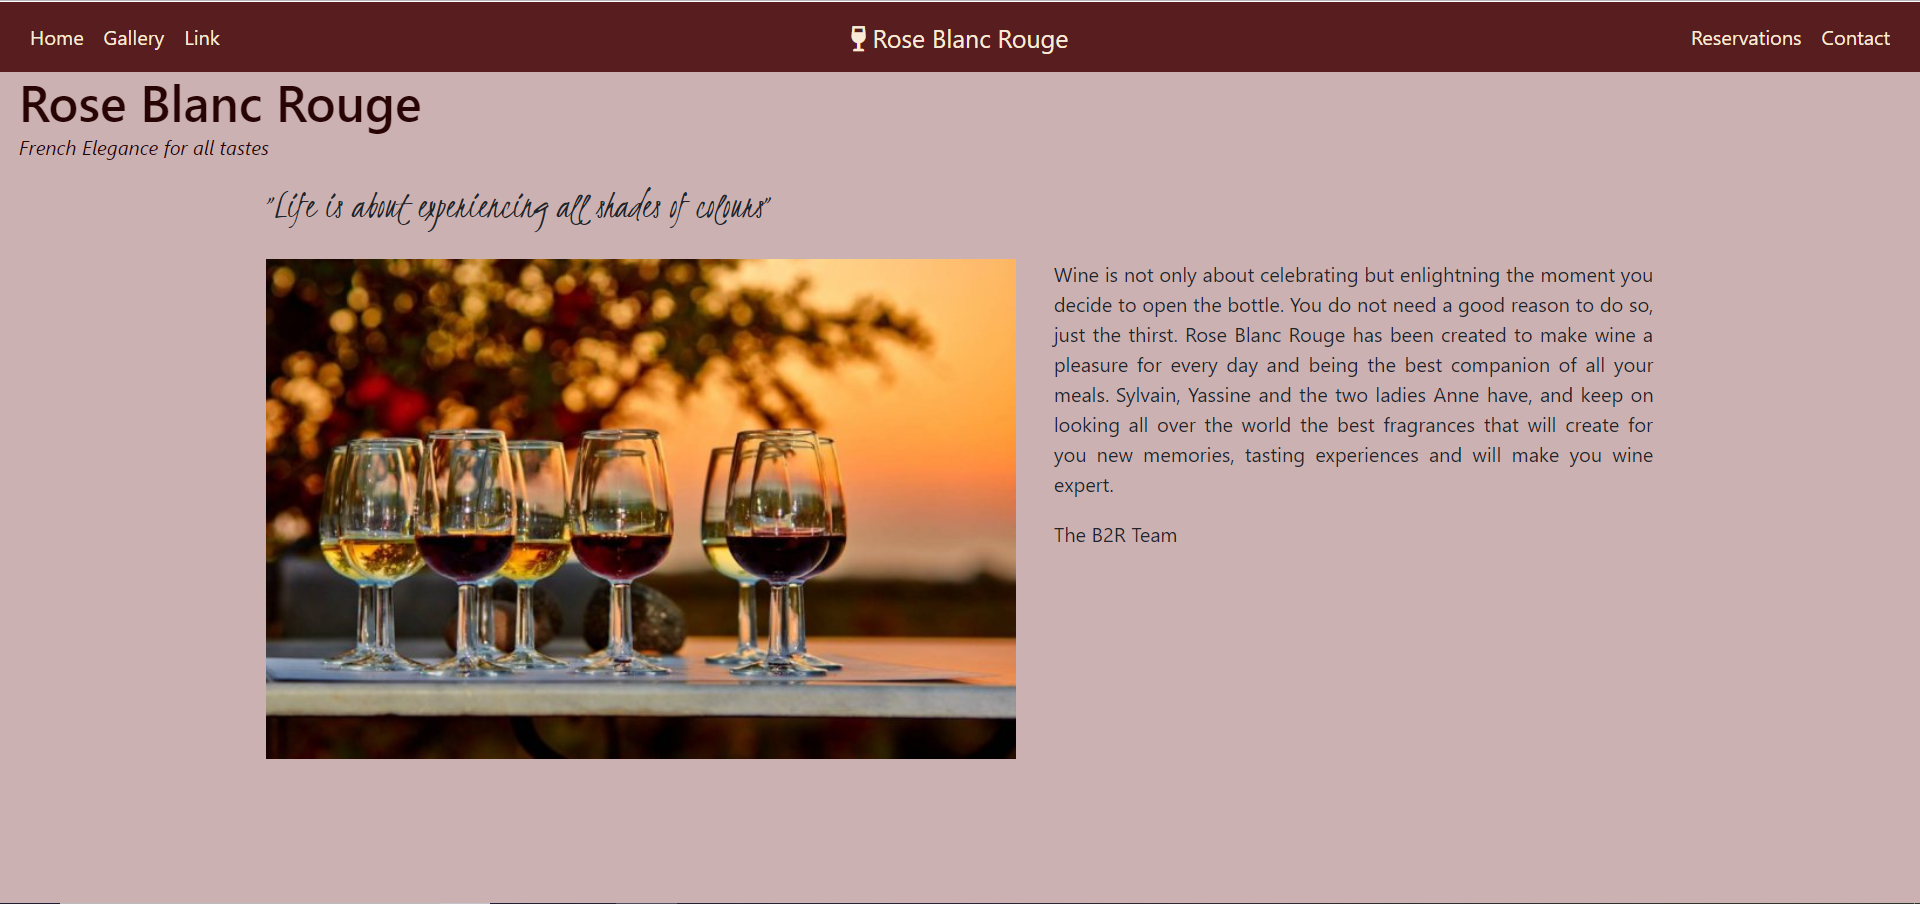 Home Gallery Link Rose Blanc Rouge Reservations Contact
Rose Blanc Rouge
French Elegance for all tastes
"Life is about experiencing all shades of colours"
Wine is not only about celebrating but enlightning the moment you
decide to open the bottle. You do not need a good reason to do so,
just the thirst. Rose Blanc Rouge has been created to make wine a
pleasure for every day and being the best companion of all your
meals. Sylvain, Yassine and the two ladies Anne have, and keep on
looking all over the world the best fragrances that will create for
you new memories, tasting experiences and will make you wine
expert.
The B2R Team